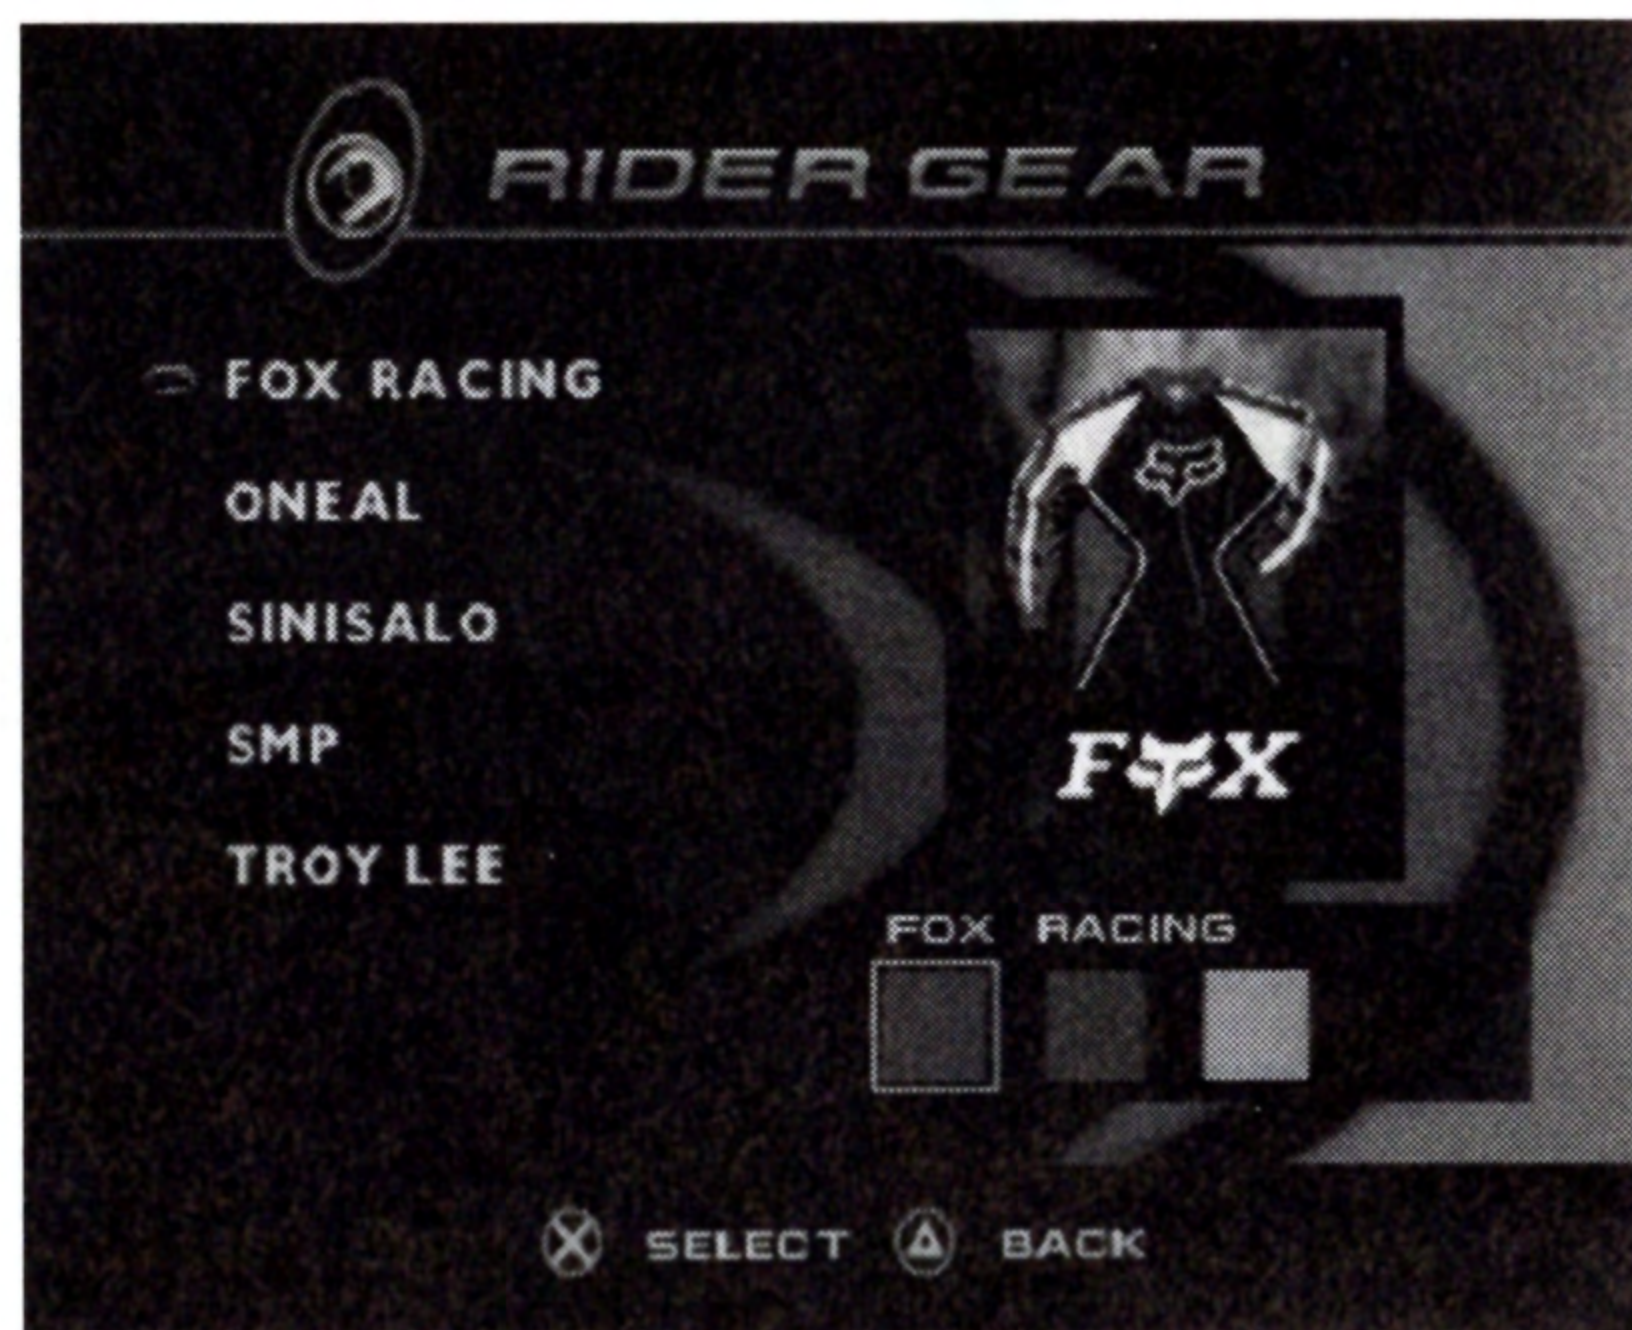 RIDER GEAR
FOX RACING
ONEAL
SINISALO
SMP
TROY LEE
FOX
FOX RACING
SELECT BACK